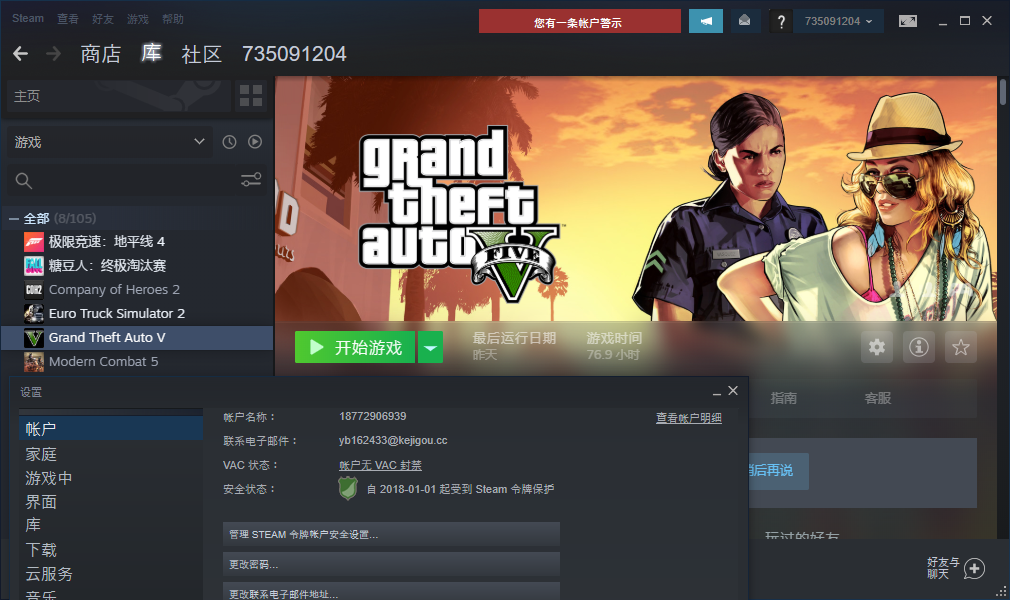 Steam 查看 好友 游戏 帮助
您有一条帐户警示
? 735091204
商店 库 社区 735091204
主页
游戏
全部 (8/105)
极限竞速：地平线 4
糖豆人：终极淘汰赛
COH2 Company of Heroes 2
Euro Truck Simulator 2
Grand Theft Auto V
Modern Combat 5
grand
theft
auto V
FIVE
开始游戏
最后运行日期
昨天
游戏时间
76.9 小时
指南 客服
稍后再说
玩过的好友
好友与
聊天
设置
帐户
家庭
游戏中
界面
库
下载
云服务
音乐
帐户名称： 18772906939 查看帐户明细
联系电子邮件： yb162433@kejigou.cc
VAC 状态： 帐户无 VAC 封禁
安全状态： 自 2018-01-01 起受到 Steam 令牌保护
管理 STEAM 令牌帐户安全设置...
更改密码...
更改联系电子邮件地址...